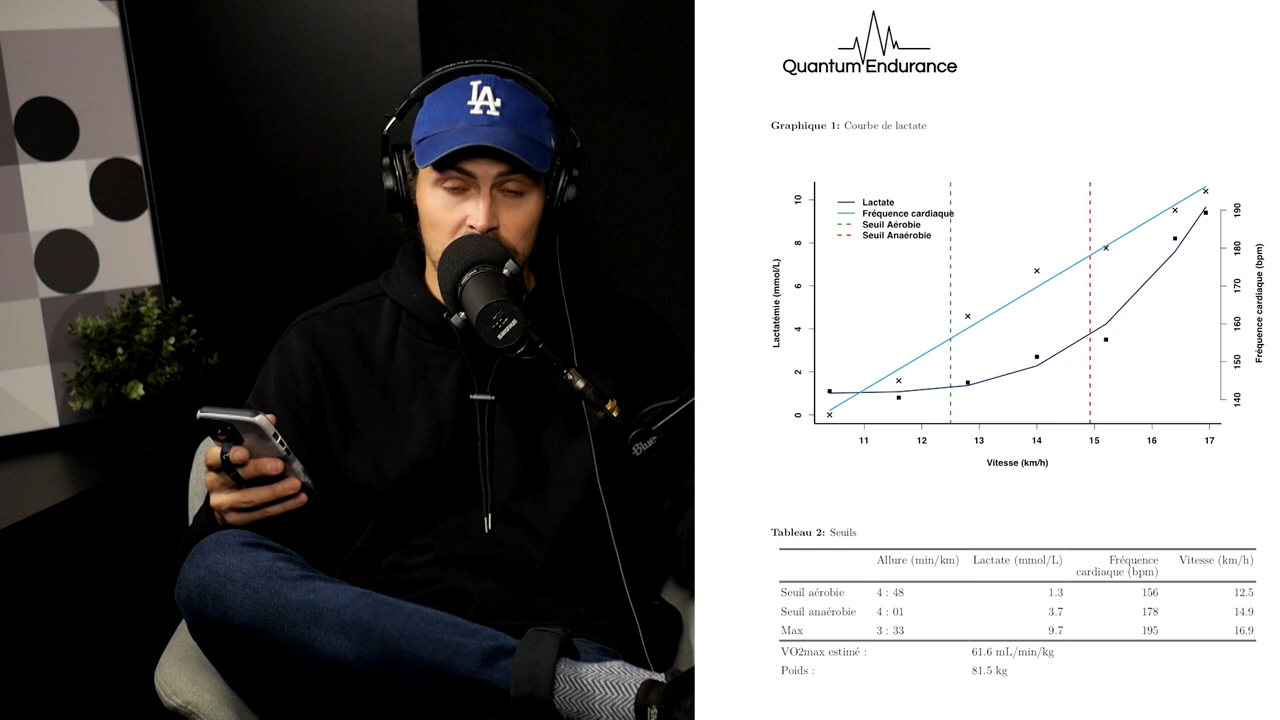 LA
SHURE
Blue
Quantum Endurance
Graphique 1: Courbe de lactate
Lactate
Fréquence cardiaque
Seuil Aérobie
Seuil Anaérobie
Lactatémie (mmol/L)
0 2 4 6 8 10
Fréquence cardiaque (bpm)
140 150 160 170 180 190
11 12 13 14 15 16 17
Vitesse (km/h)
Tableau 2: Seuils
Allure (min/km) Lactate (mmol/L) Fréquence cardiaque (bpm) Vitesse (km/h)
Seuil aérobie 4 : 48 1.3 156 12.5
Seuil anaérobie 4 : 01 3.7 178 14.9
Max 3 : 33 9.7 195 16.9
VO2max estimé : 61.6 mL/min/kg
Poids : 81.5 kg